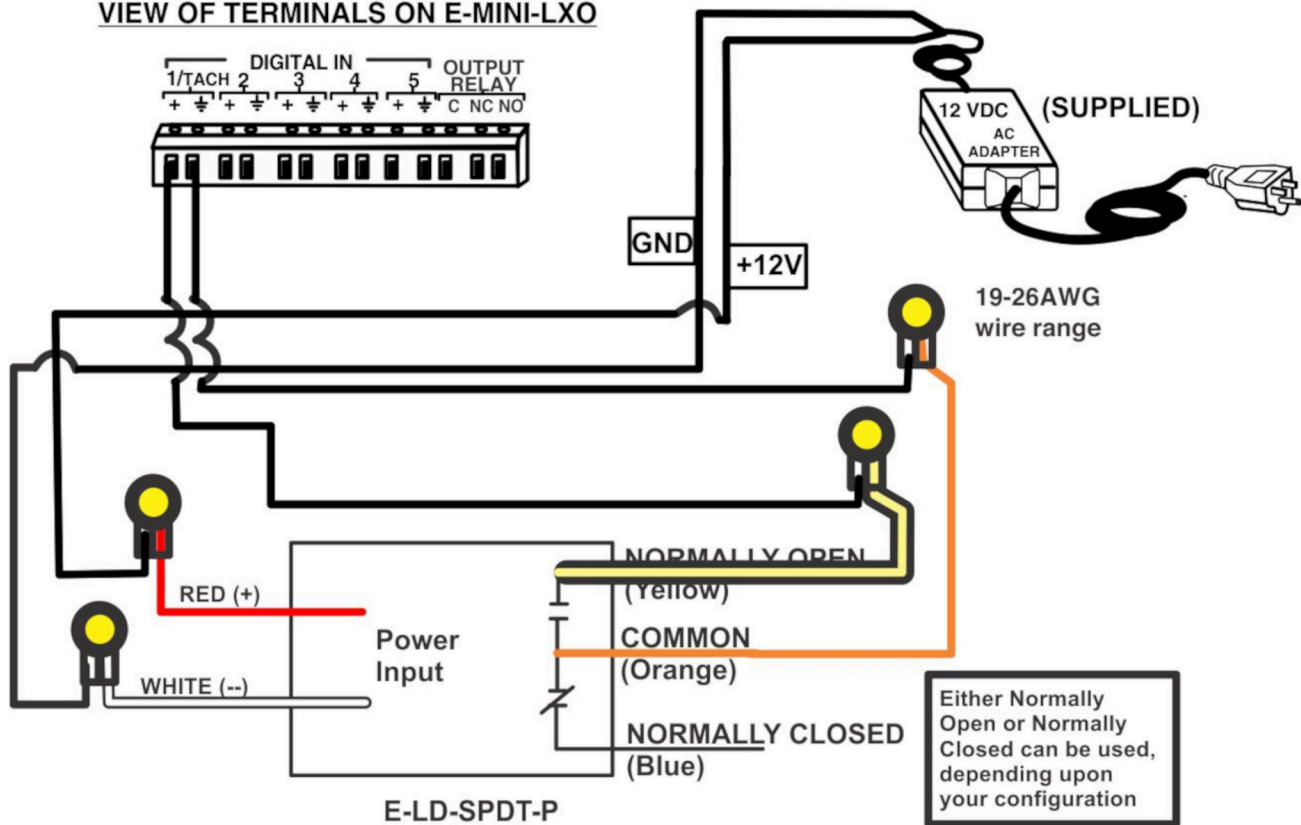 VIEW OF TERMINALS ON E-MINI-LXO
DIGITAL IN
1/TACH 2 3 4 5
OUTPUT
RELAY
+ ⏚ + ⏚ + ⏚ + ⏚ + ⏚ C NC NO
12 VDC
AC
ADAPTER
(SUPPLIED)
GND
+12V
19-26AWG
wire range
RED (+)
WHITE (--)
Power
Input
NORMALLY OPEN
(Yellow)
COMMON
(Orange)
NORMALLY CLOSED
(Blue)
E-LD-SPDT-P
Either Normally
Open or Normally
Closed can be used,
depending upon
your configuration